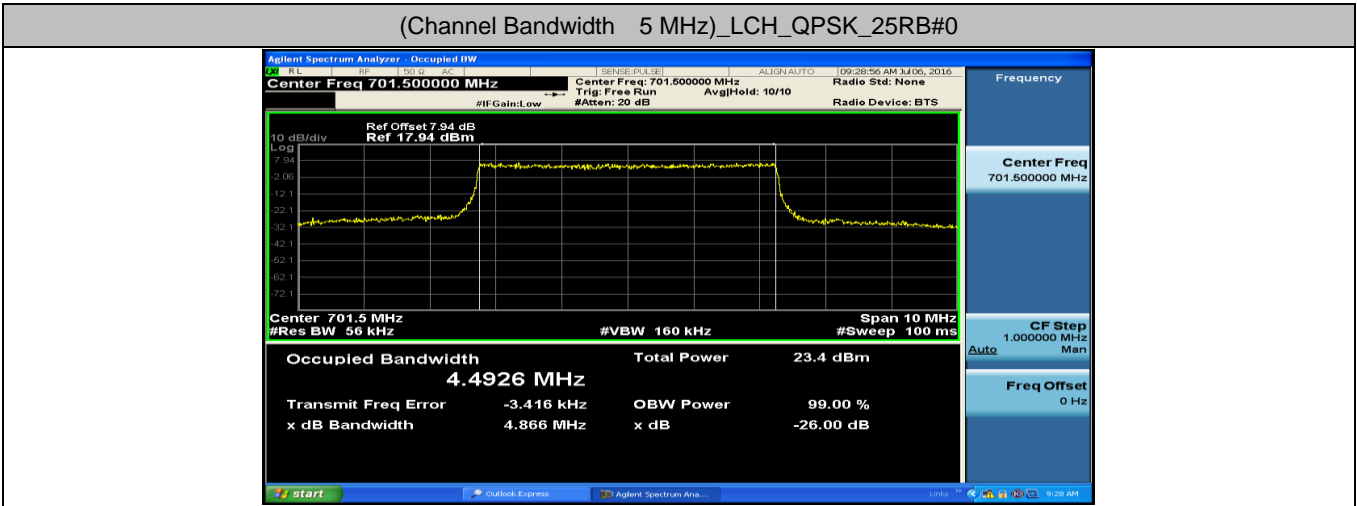 (Channel Bandwidth 5 MHz)_LCH_QPSK_25RB#0
Agilent Spectrum Analyzer - Occupied BW
LXI RL RF 50 Ω AC SENSE:PULSE ALIGN AUTO 09:28:56 AM Jul 06, 2016
Center Freq 701.500000 MHz
Center Freq: 701.500000 MHz
Radio Std: None
Trig: Free Run Avg|Hold: 10/10
#IFGain:Low
#Atten: 20 dB
Radio Device: BTS
Ref Offset 7.94 dB
10 dB/div Ref 17.94 dBm
Log
7.94
-2.06
-12.1
-22.1
-32.1
-42.1
-52.1
-62.1
-72.1
Center 701.5 MHz Span 10 MHz
#Res BW 56 kHz #VBW 160 kHz #Sweep 100 ms
Occupied Bandwidth Total Power 23.4 dBm
4.4926 MHz
Transmit Freq Error -3.416 kHz OBW Power 99.00 %
x dB Bandwidth 4.866 MHz x dB -26.00 dB
Frequency
Center Freq
701.500000 MHz
CF Step
1.000000 MHz
Auto Man
Freq Offset
0 Hz
start Outlook Express Agilent Spectrum Ana... Links » 9:28 AM